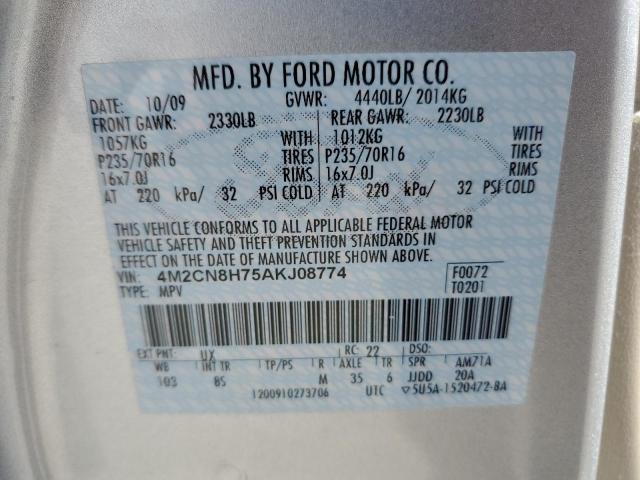 MFD. BY FORD MOTOR CO.
DATE: 10/09 GVWR: 4440LB/ 2014KG
FRONT GAWR: 2330LB REAR GAWR: 2230LB
1057KG WITH 1012KG WITH
P235/70R16 TIRES P235/70R16 TIRES
16x7.0J RIMS 16x7.0J RIMS
AT 220 kPa/ 32 PSI COLD AT 220 kPa/ 32 PSI COLD
THIS VEHICLE CONFORMS TO ALL APPLICABLE FEDERAL MOTOR
VEHICLE SAFETY AND THEFT PREVENTION STANDARDS IN
EFFECT ON THE DATE OF MANUFACTURE SHOWN ABOVE.
VIN: 4M2CN8H75AKJ08774 F0072
TYPE: MPV T0201
EXT PNT: UX RC: 22 DSO:
WB INT TR TP/PS R AXLE TR SPR AM71A
103 8S M 35 6 JJDD 20A
1200910273706 UTC ▽5U5A-1520472-BA